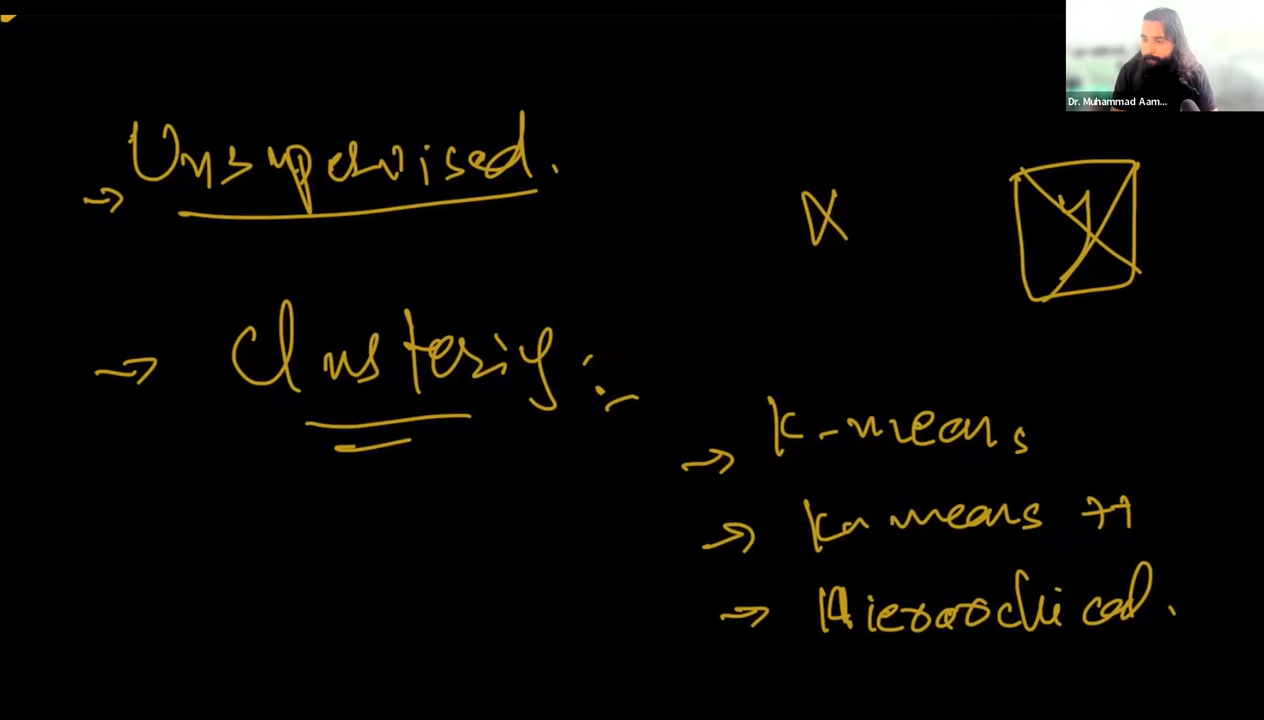 Dr. Muhammad Aam...
→ Unsupervised.
X
y
→ Clustering :-
→ K-means
→ K-means ++
→ Hierarchical.